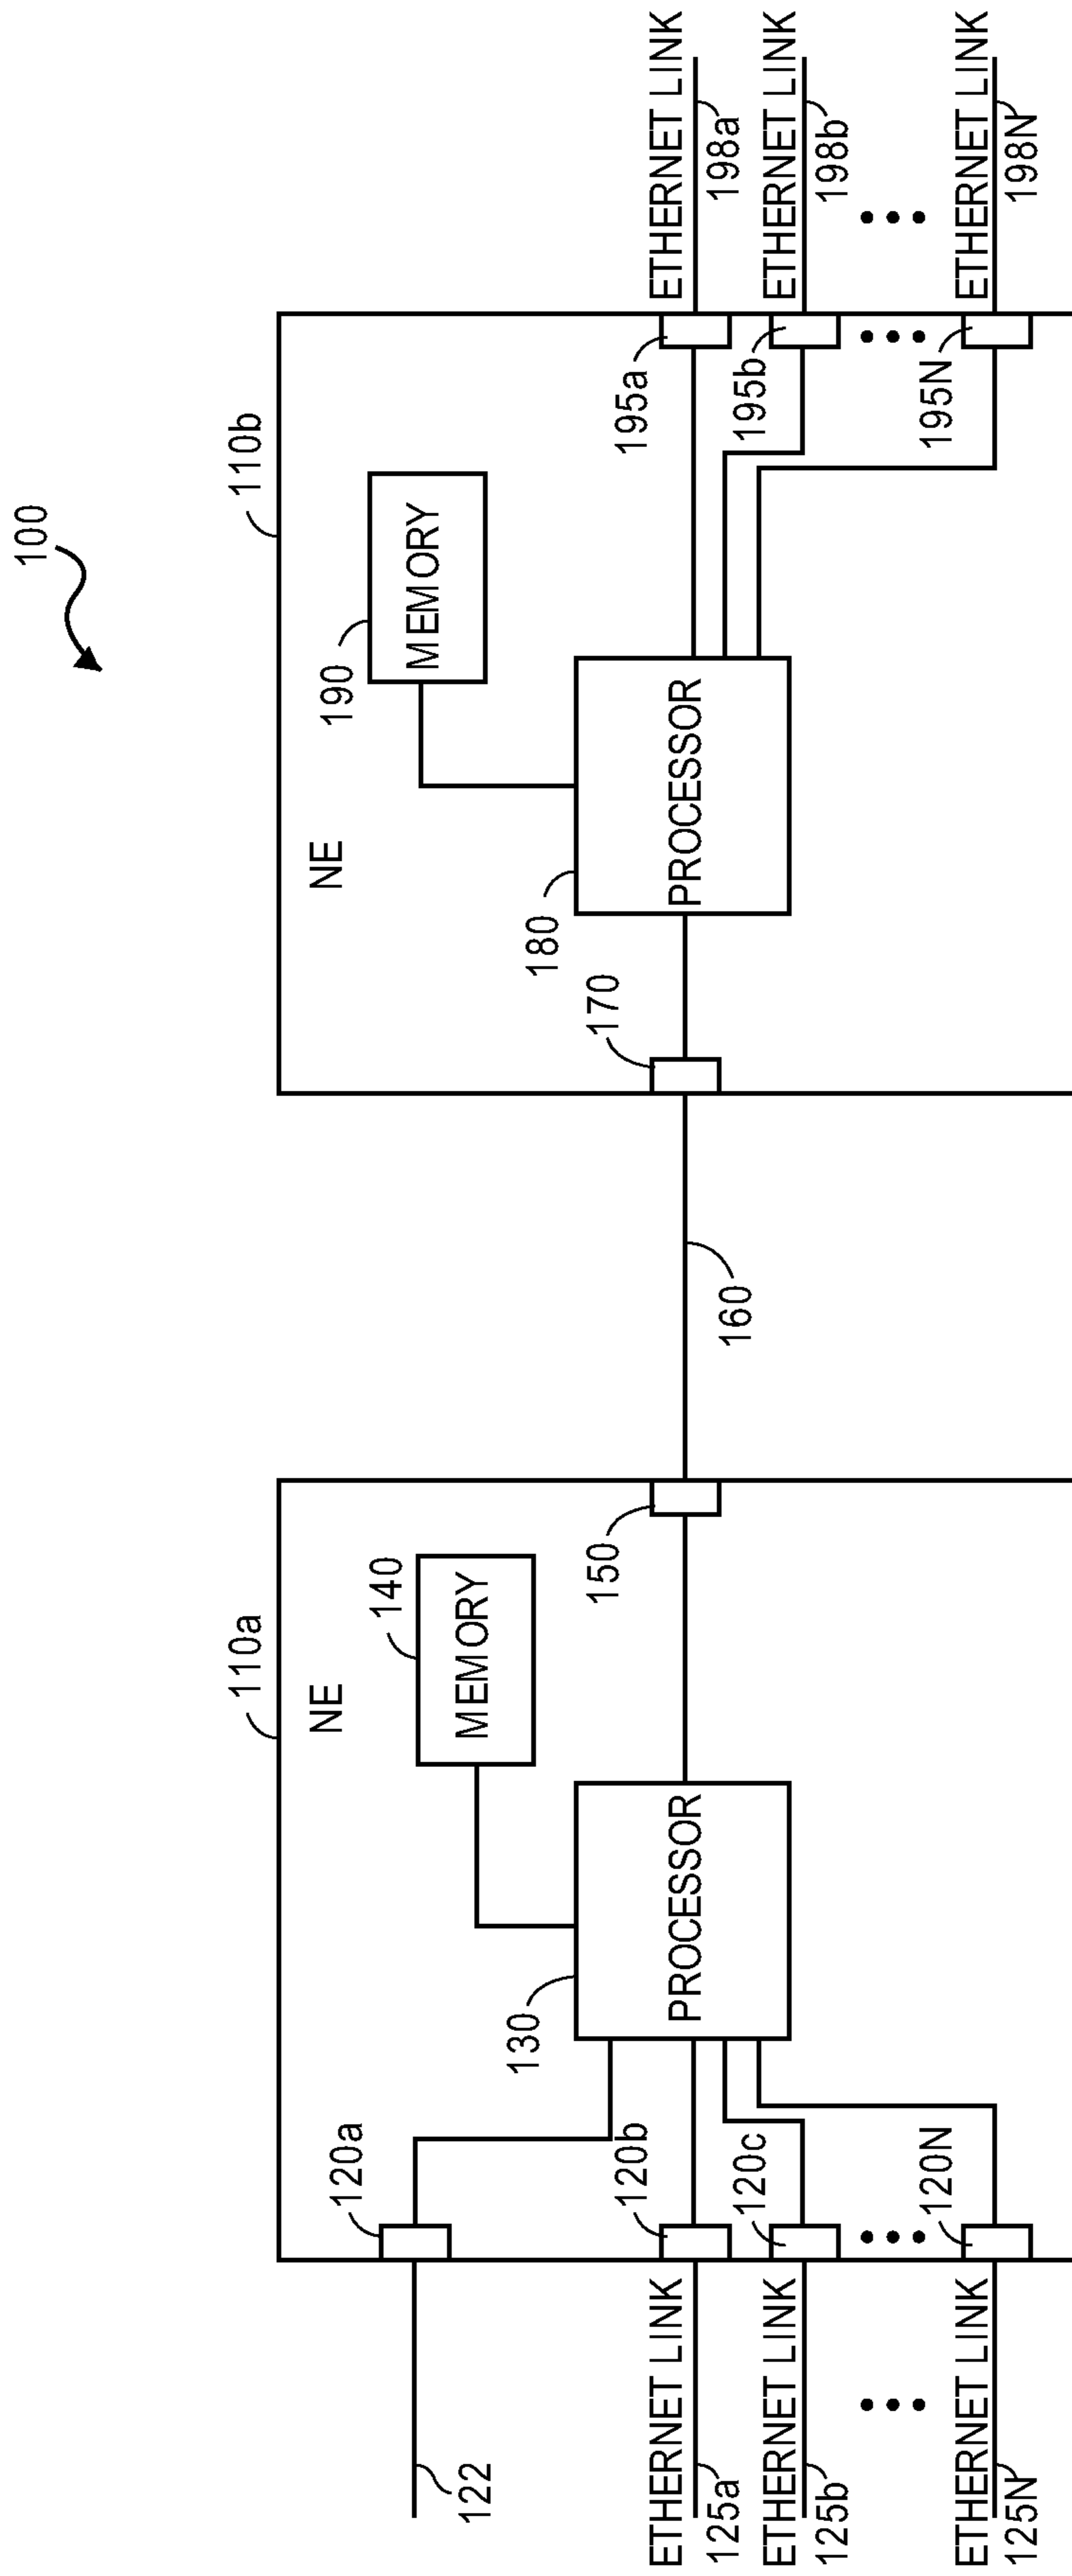 100
110a
NE
140
MEMORY
130
PROCESSOR
150
120a
122
120b
ETHERNET LINK
125a
120c
ETHERNET LINK
125b
120N
ETHERNET LINK
125N
160
110b
NE
190
MEMORY
180
PROCESSOR
170
195a
ETHERNET LINK
198a
195b
ETHERNET LINK
198b
195N
ETHERNET LINK
198N